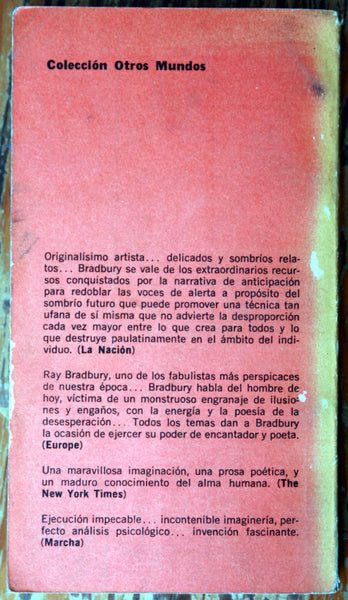 Colección Otros Mundos
Originalísimo artista... delicados y sombríos rela-
tos... Bradbury se vale de los extraordinarios recur-
sos conquistados por la narrativa de anticipación
para redoblar las voces de alerta a propósito del
sombrío futuro que puede promover una técnica tan
ufana de sí misma que no advierte la desproporción
cada vez mayor entre lo que crea para todos y lo
que destruye paulatinamente en el ámbito del indi-
viduo. (La Nación)
Ray Bradbury, uno de los fabulistas más perspicaces
de nuestra época... Bradbury habla del hombre de
hoy, víctima de un monstruoso engranaje de ilusio-
nes y engaños, con la energía y la poesía de la
desesperación... Todos los temas dan a Bradbury
la ocasión de ejercer su poder de encantador y poeta.
(Europe)
Una maravillosa imaginación, una prosa poética, y
un maduro conocimiento del alma humana. (The
New York Times)
Ejecución impecable... incontenible imaginería, per-
fecto análisis psicológico... invención fascinante.
(Marcha)